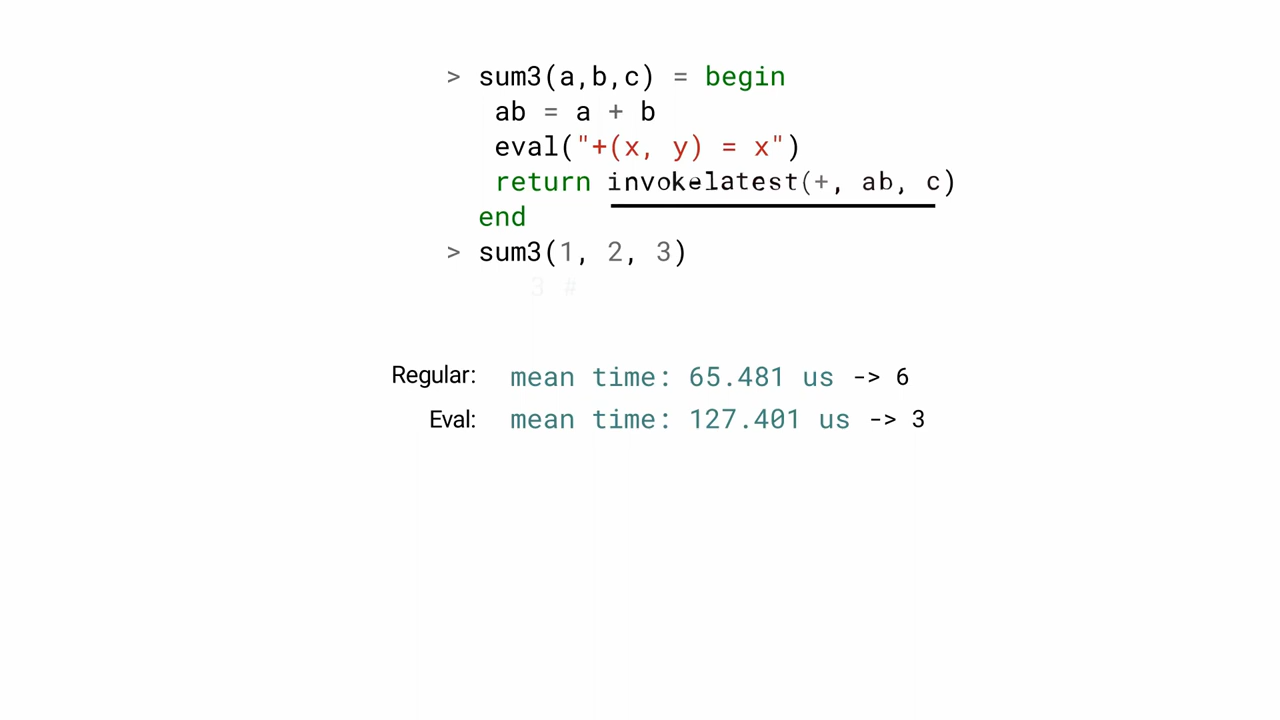 > sum3(a,b,c) = begin
ab = a + b
eval("+(x, y) = x")
return invokelatest(+, ab, c)
end
> sum3(1, 2, 3)
3 #
Regular: mean time: 65.481 us -> 6
Eval: mean time: 127.401 us -> 3